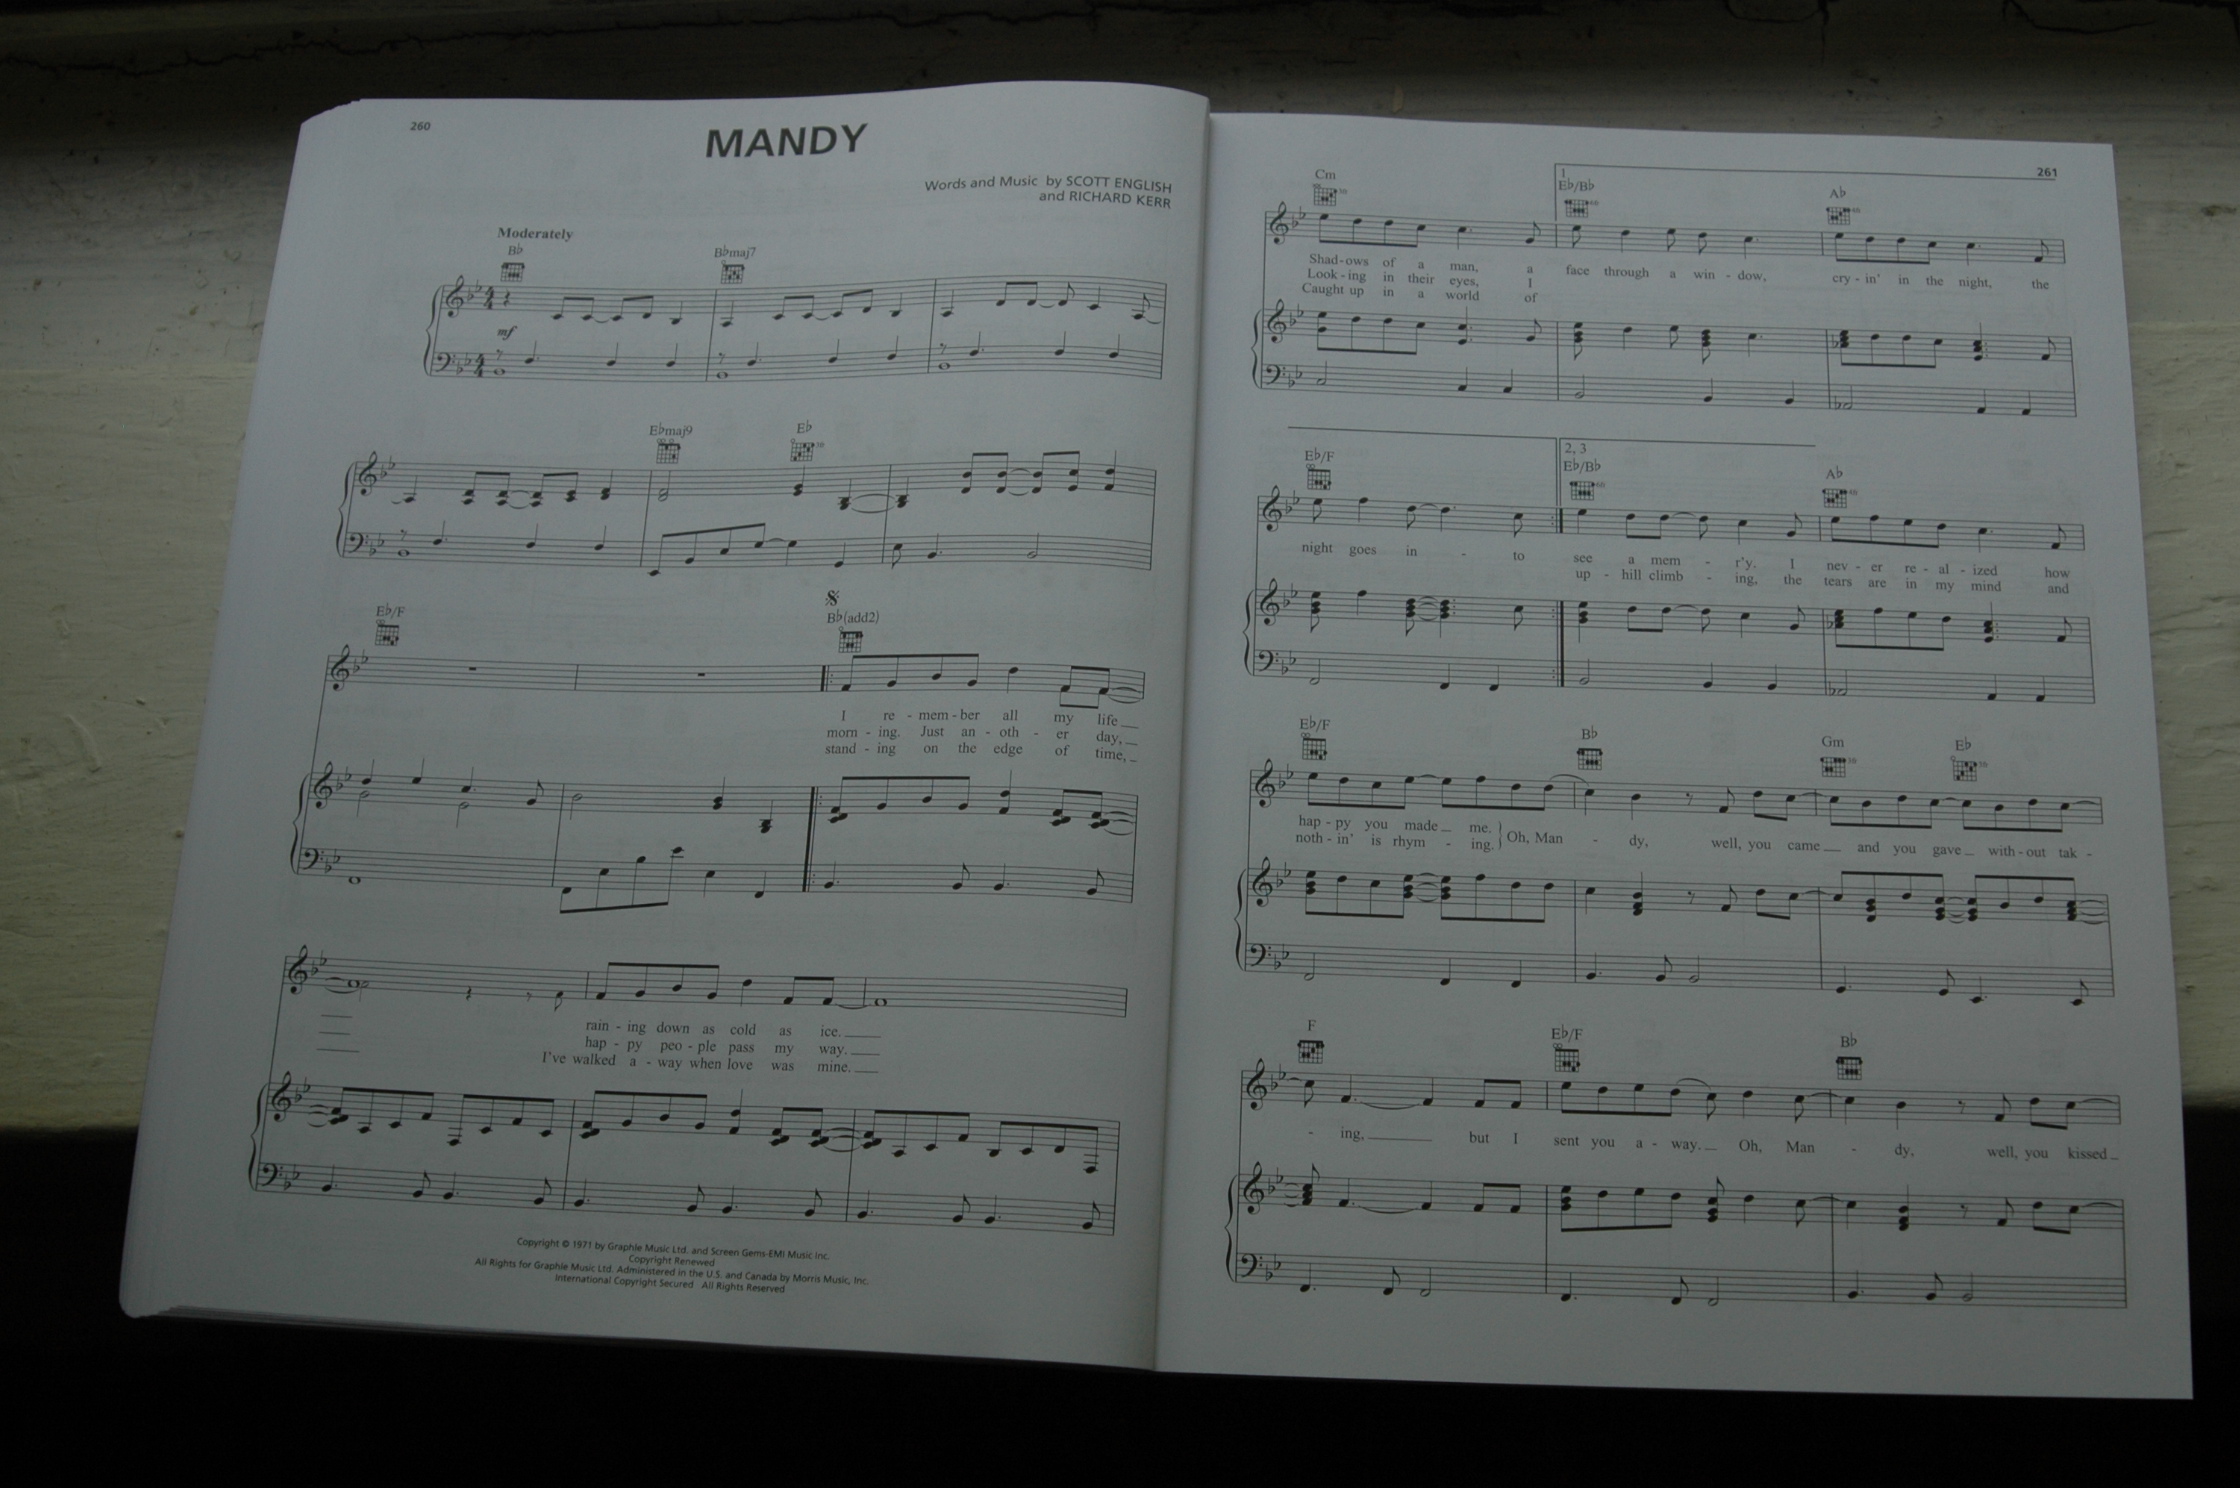 260
MANDY
Words and Music by SCOTT ENGLISH
and RICHARD KERR
Moderately
B♭ B♭maj7
mf
E♭maj9 E♭
E♭/F B♭(add2)
I re - mem - ber all my life
morn - ing. Just an - oth - er day,
stand - ing on the edge of time,
rain - ing down as cold as ice.
hap - py peo - ple pass my way.
I've walked a - way when love was mine.
Copyright © 1971 by Graphle Music Ltd. and Screen Gems-EMI Music Inc.
Copyright Renewed
All Rights for Graphle Music Ltd. Administered in the U.S. and Canada by Morris Music, Inc.
International Copyright Secured All Rights Reserved
261
1
Cm E♭/B♭ A♭
Shad - ows of a man, a face through a win - dow, cry - in' in the night, the
Look - ing in their eyes, I
Caught up in a world of
2, 3
E♭/F E♭/B♭ A♭
night goes in - to see a mem - r'y. I nev - er re - al - ized how
up - hill climb - ing, the tears are in my mind and
E♭/F B♭ Gm E♭
hap - py you made me. Oh, Man - dy, well, you came and you gave with - out tak -
noth - in' is rhym - ing.
F E♭/F B♭
- ing, but I sent you a - way. Oh, Man - dy, well, you kissed